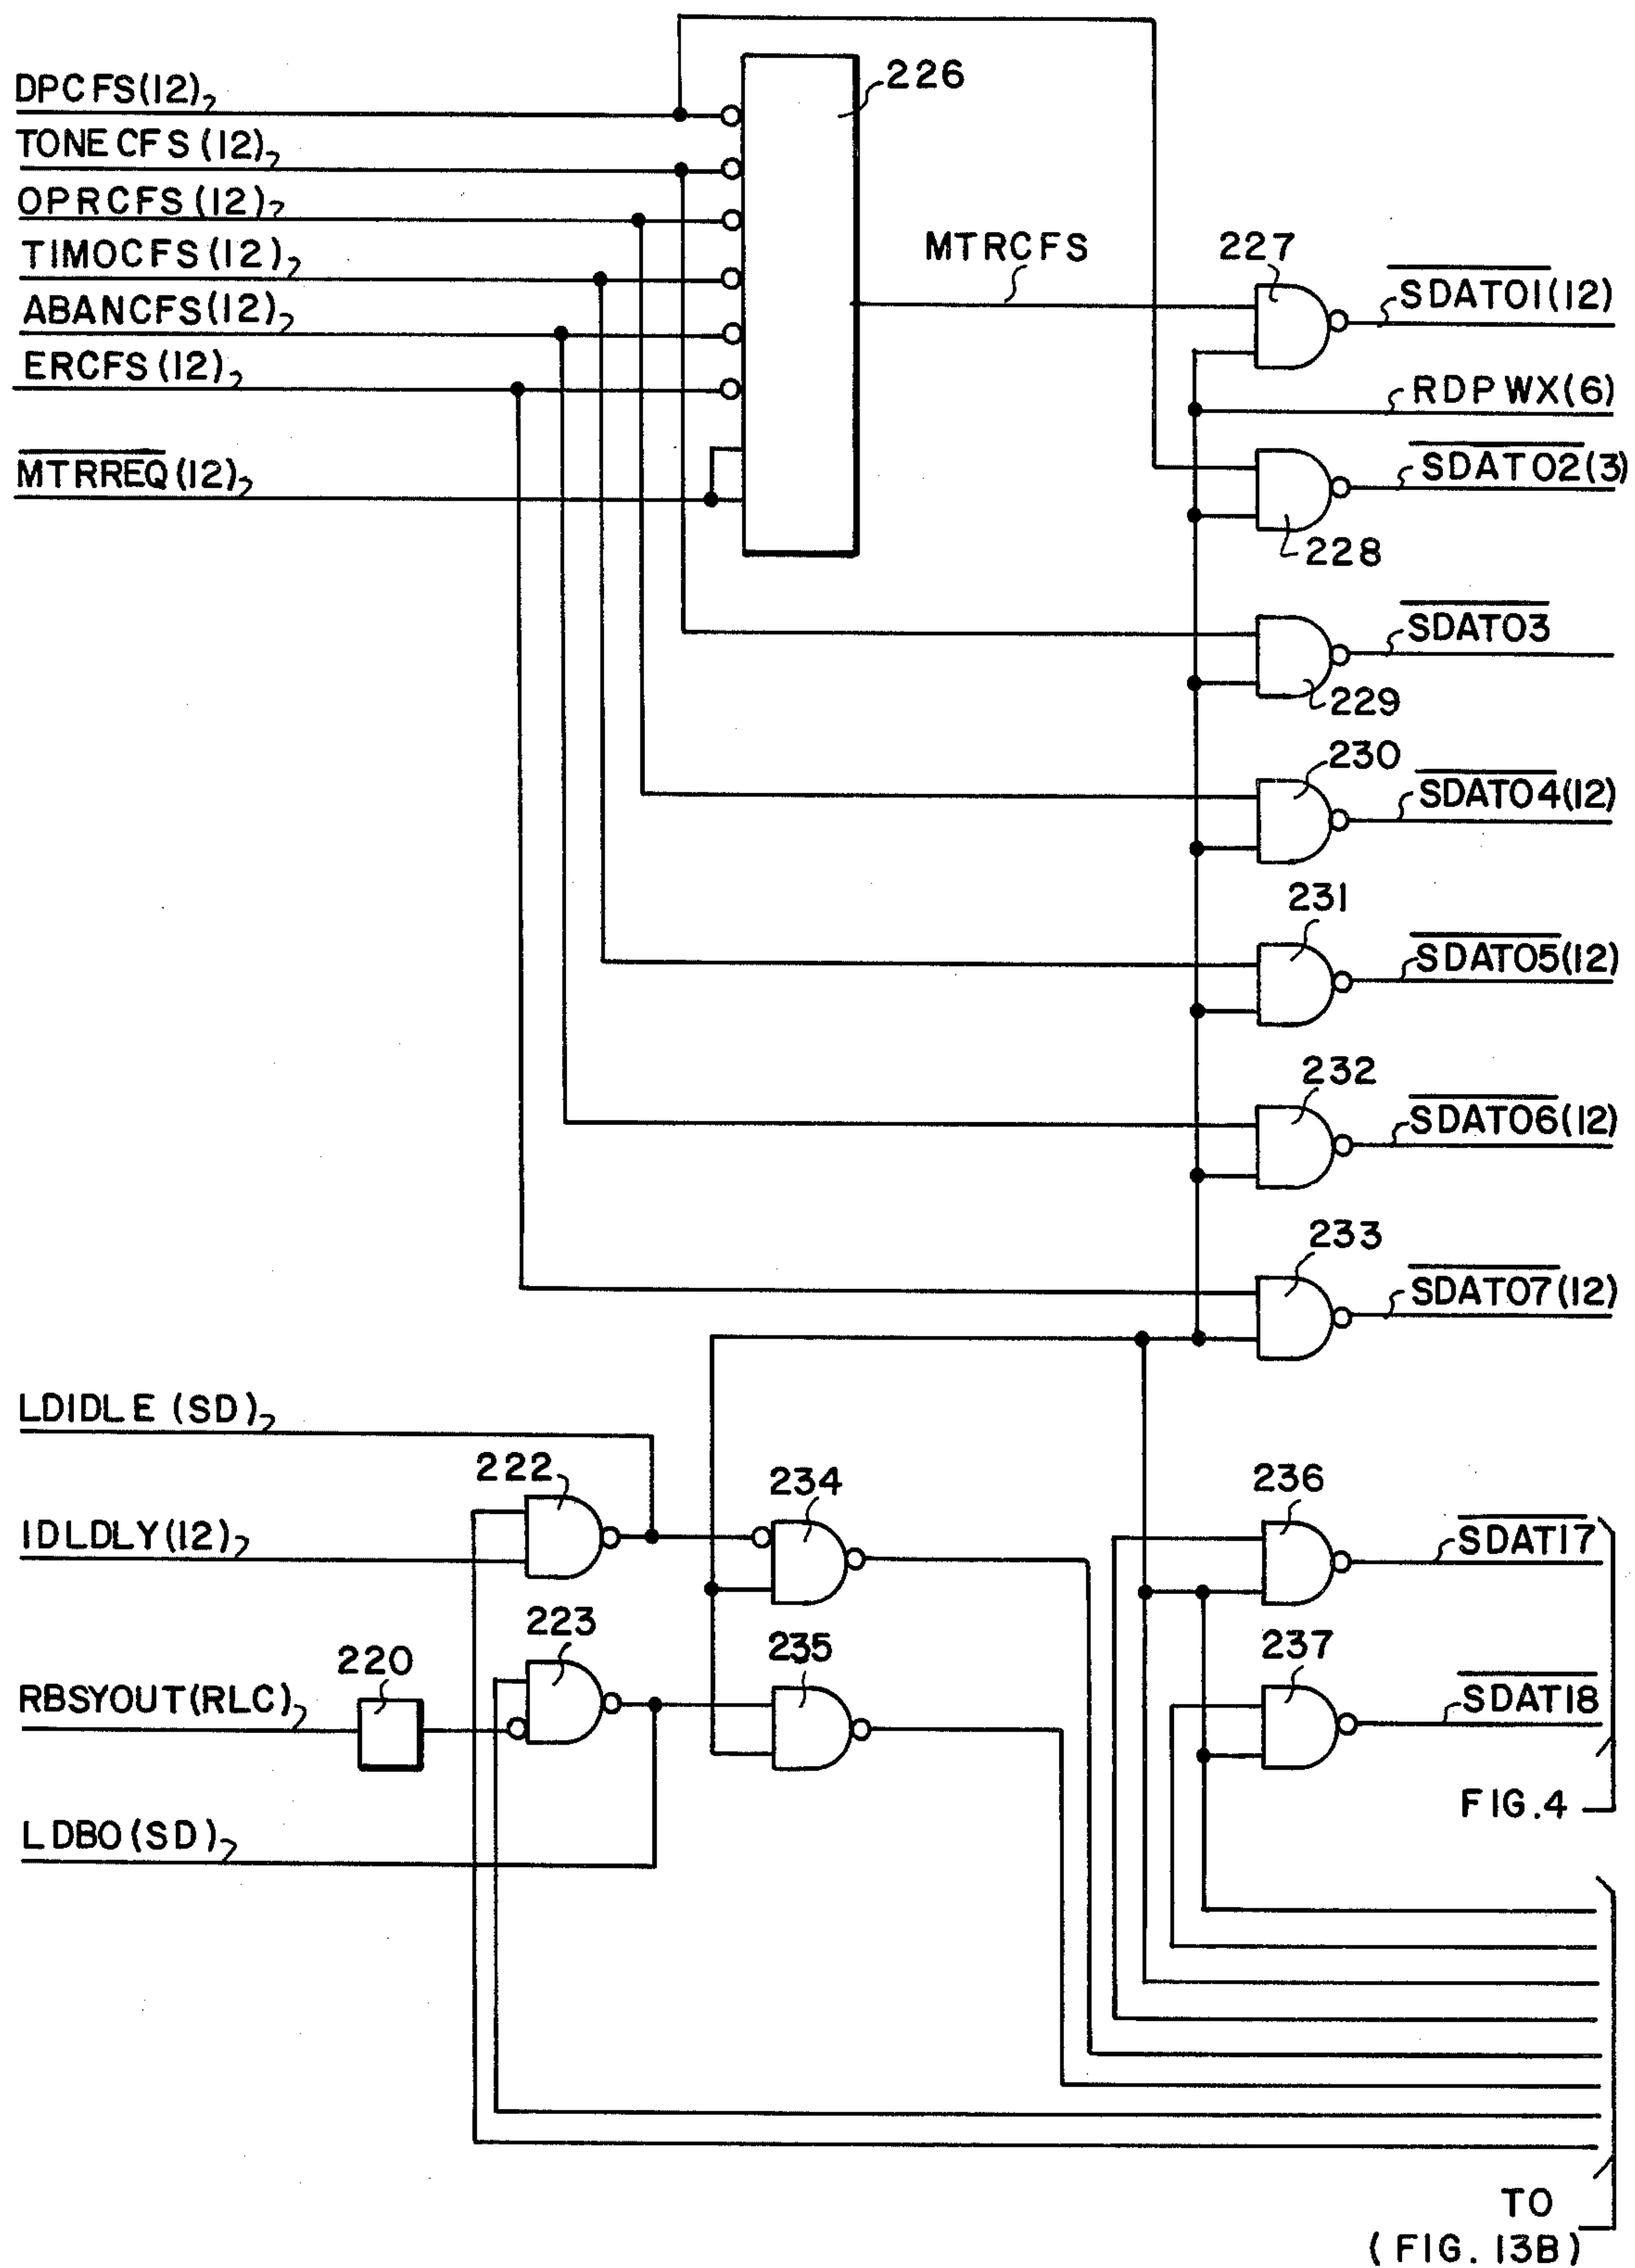 DPCFS(12)
226
TONECFS(12)
OPRCFS(12)
TIMOCFS(12)
MTRCFS
227
ABANCFS(12)
SDAT01(12)
ERCFS(12)
RDPWX(6)
MTRREQ(12)
SDAT02(3)
228
SDAT03
229
230
SDAT04(12)
231
SDAT05(12)
232
SDAT06(12)
233
SDAT07(12)
LDIDLE (SD)
222
234
236
IDLDLY(12)
SDAT17
223
235
237
220
RBSYOUT(RLC)
SDAT18
FIG.4
LDBO(SD)
TO
(FIG. 13B)